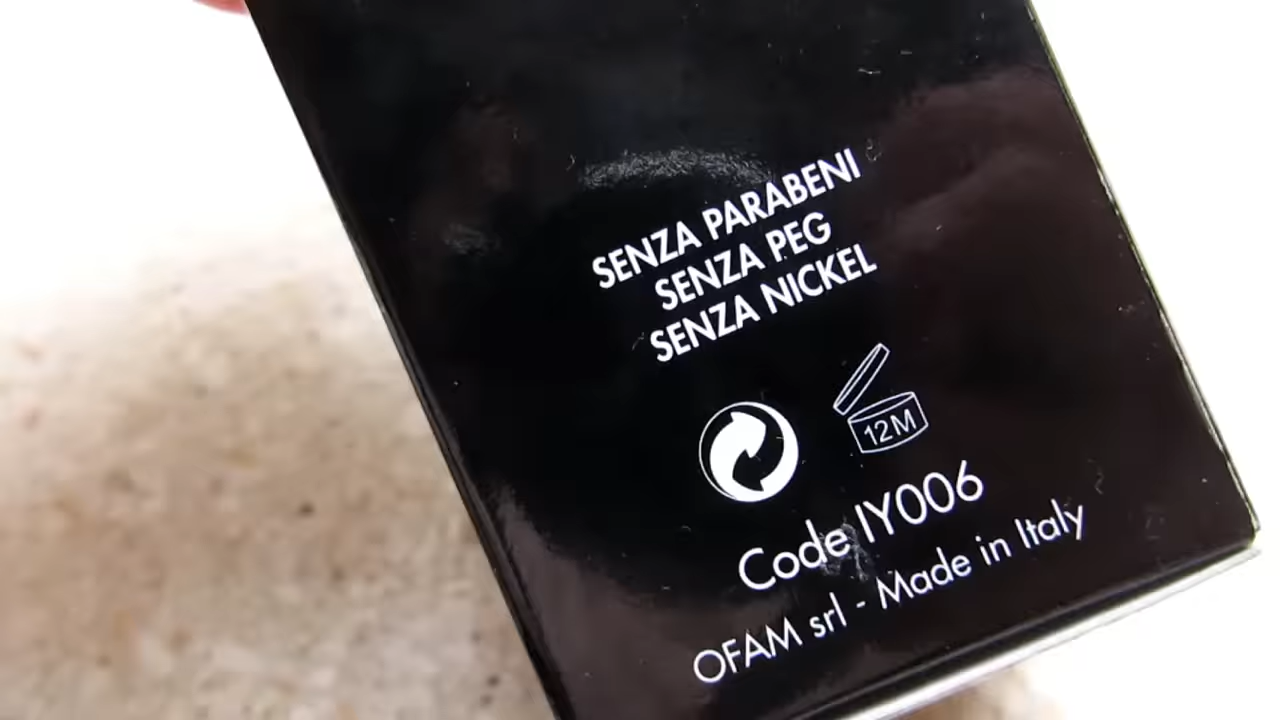 SENZA PARABENI
SENZA PEG
SENZA NICKEL
12M
Code IY006
OFAM srl - Made in Italy